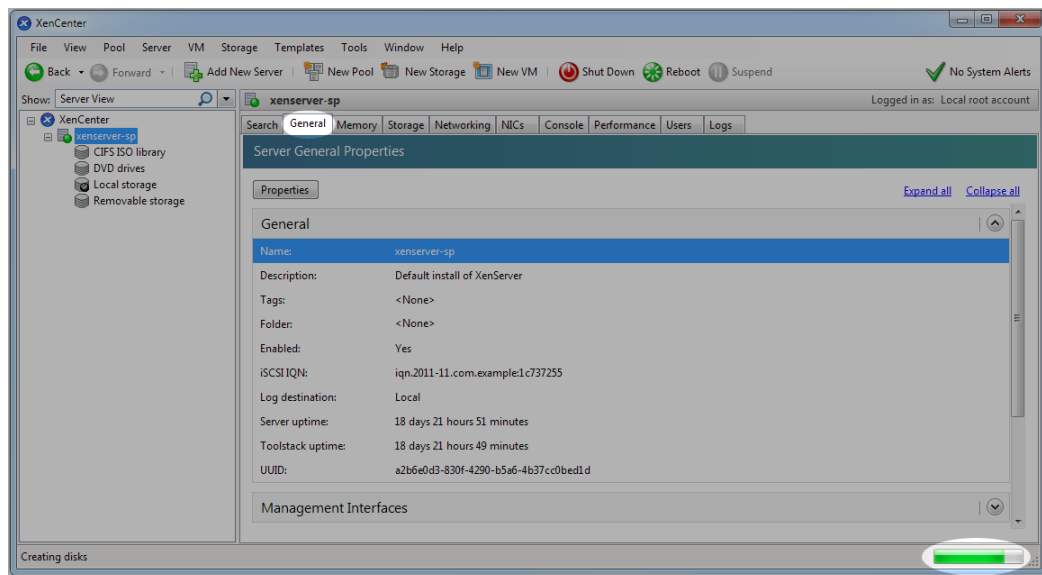 XenCenter
File View Pool Server VM Storage Templates Tools Window Help
Back Forward Add New Server New Pool New Storage New VM Shut Down Reboot Suspend No System Alerts
Show: Server View xenserver-sp Logged in as: Local root account
XenCenter
xenserver-sp
CIFS ISO library
DVD drives
Local storage
Removable storage
Search General Memory Storage Networking NICs Console Performance Users Logs
Server General Properties
Properties Expand all Collapse all
General
Name: xenserver-sp
Description: Default install of XenServer
Tags: <None>
Folder: <None>
Enabled: Yes
iSCSI IQN: iqn.2011-11.com.example:1c737255
Log destination: Local
Server uptime: 18 days 21 hours 51 minutes
Toolstack uptime: 18 days 21 hours 49 minutes
UUID: a2b6e0d3-830f-4290-b5a6-4b37cc0bed1d
Management Interfaces
Creating disks